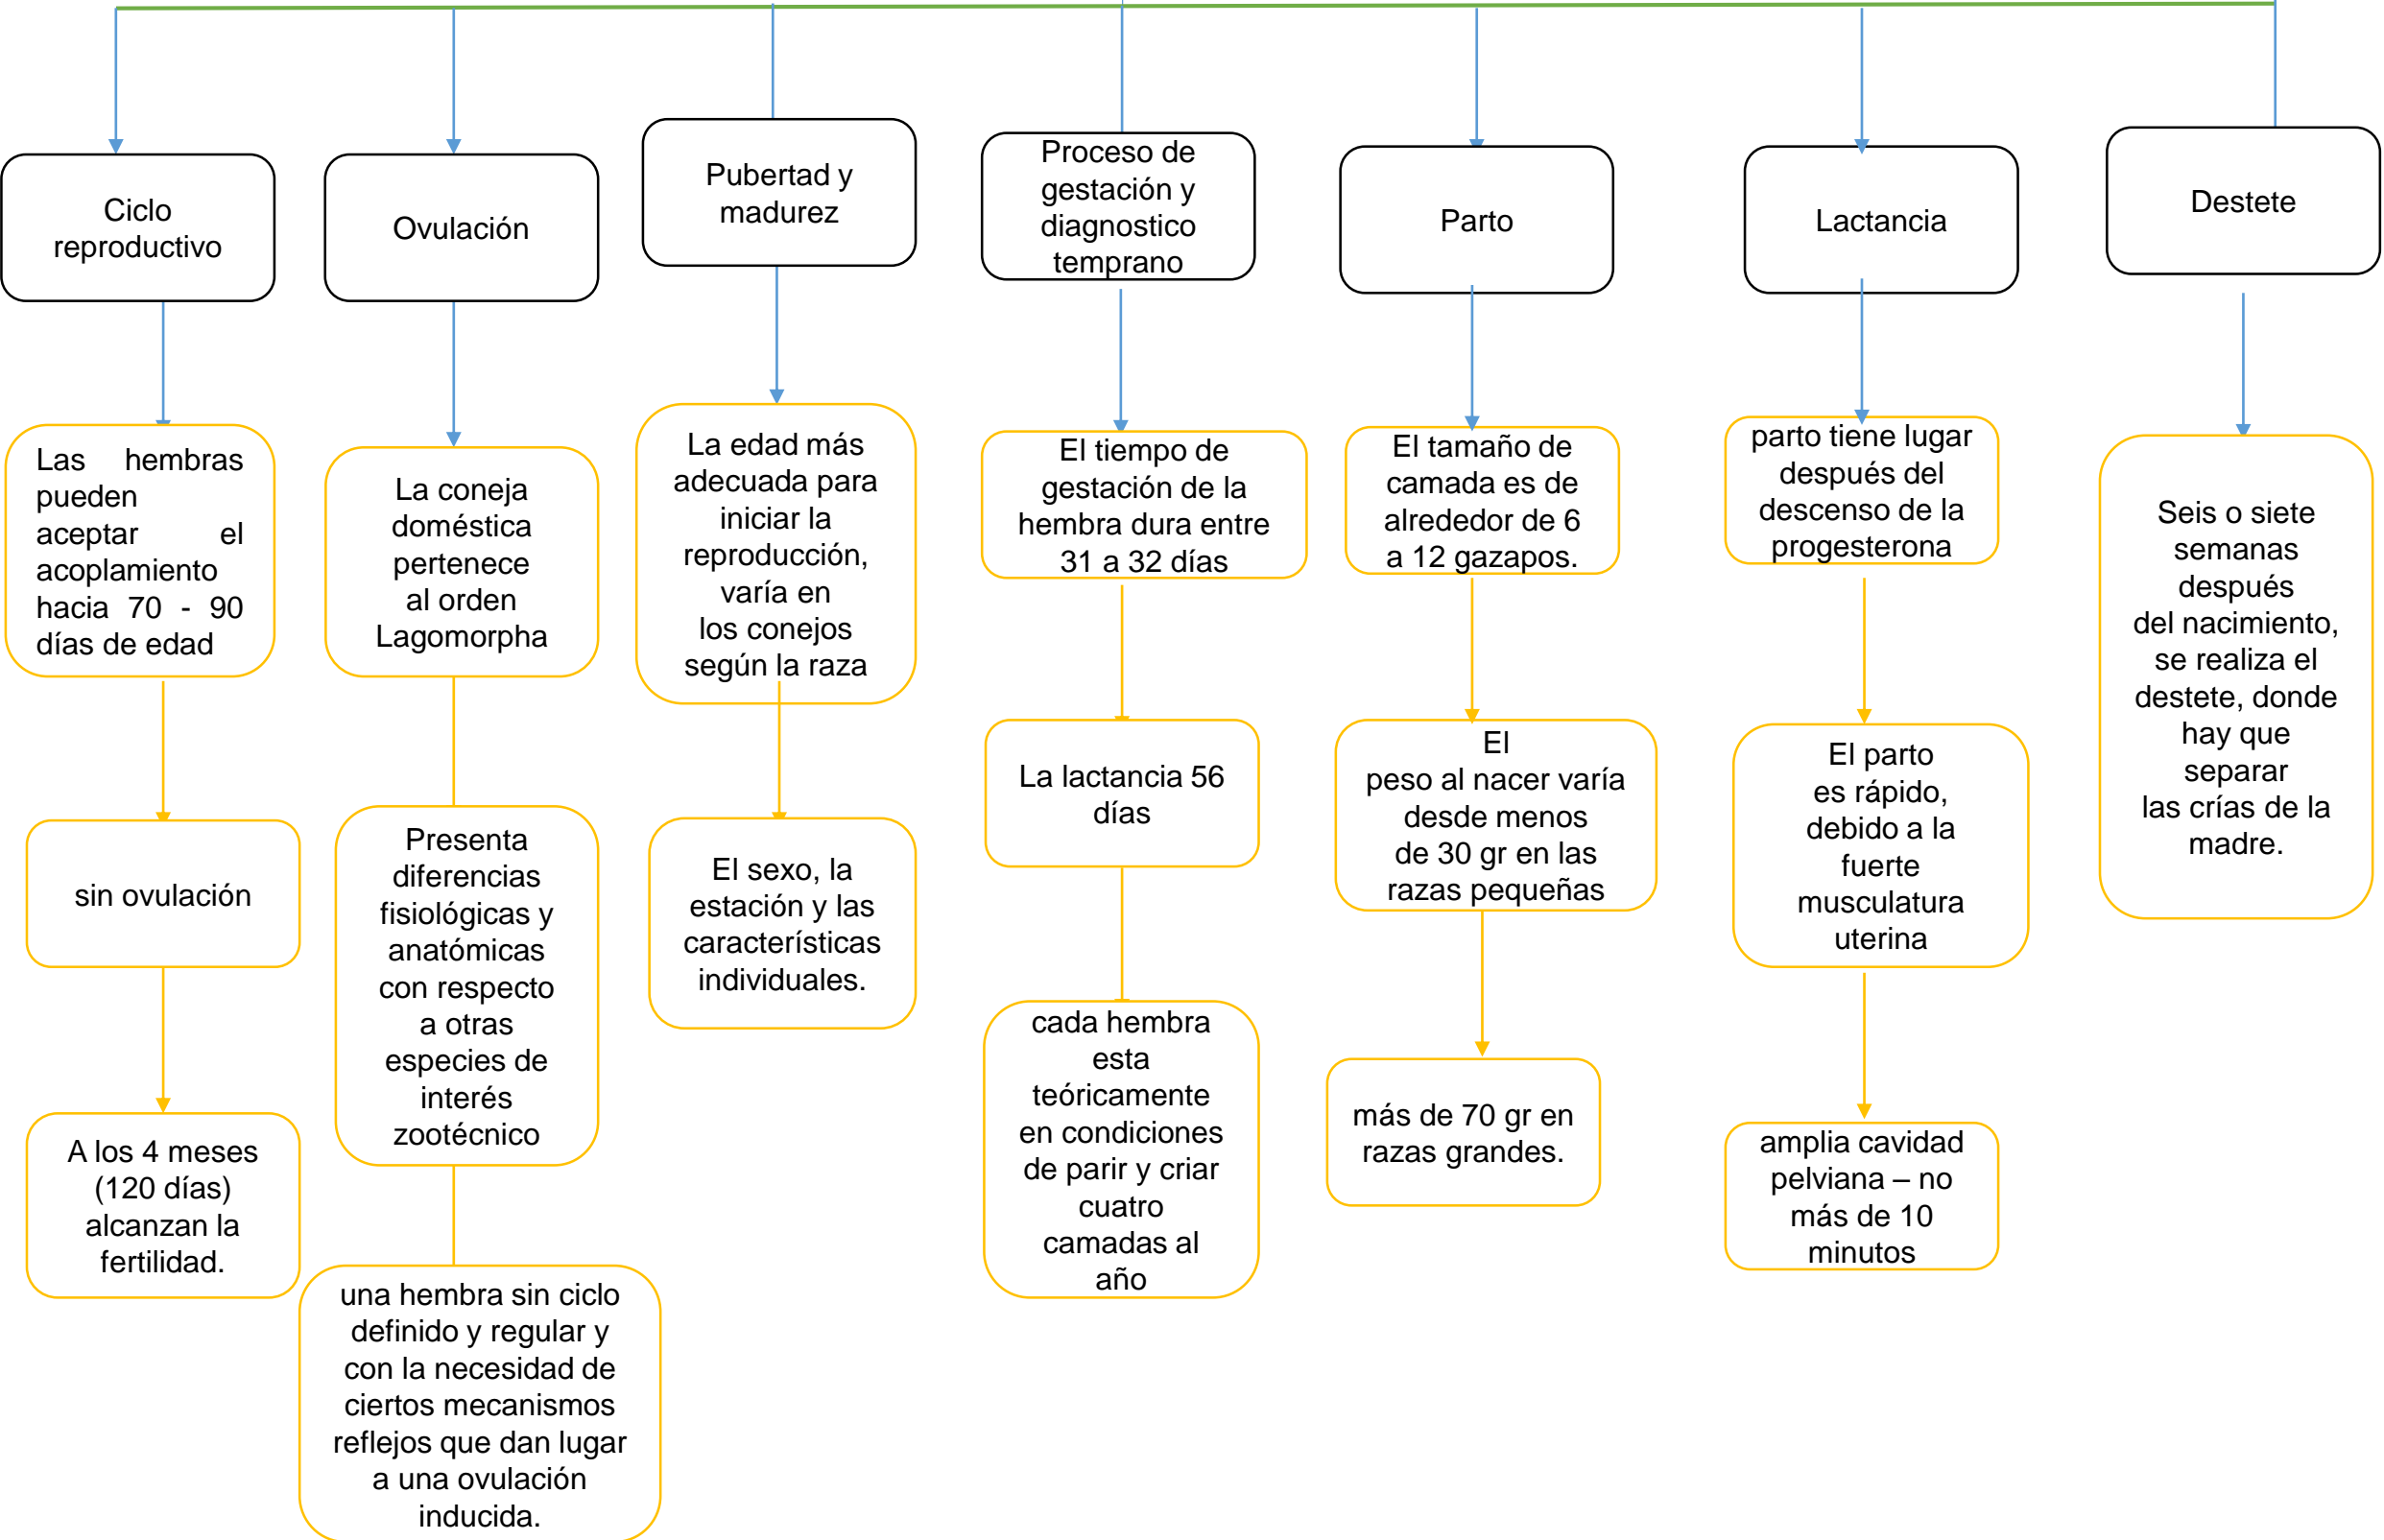 Ciclo
reproductivo
Ovulación
Pubertad y
madurez
Proceso de
gestación y
diagnostico
temprano
Parto
Lactancia
Destete
Las hembras
pueden
aceptar el
acoplamiento
hacia 70 - 90
días de edad
sin ovulación
A los 4 meses
(120 días)
alcanzan la
fertilidad.
La coneja
doméstica
pertenece
al orden
Lagomorpha
Presenta
diferencias
fisiológicas y
anatómicas
con respecto
a otras
especies de
interés
zootécnico
una hembra sin ciclo
definido y regular y
con la necesidad de
ciertos mecanismos
reflejos que dan lugar
a una ovulación
inducida.
La edad más
adecuada para
iniciar la
reproducción,
varía en
los conejos
según la raza
El sexo, la
estación y las
características
individuales.
El tiempo de
gestación de la
hembra dura entre
31 a 32 días
La lactancia 56
días
cada hembra
esta
teóricamente
en condiciones
de parir y criar
cuatro
camadas al
año
El tamaño de
camada es de
alrededor de 6
a 12 gazapos.
El
peso al nacer varía
desde menos
de 30 gr en las
razas pequeñas
más de 70 gr en
razas grandes.
parto tiene lugar
después del
descenso de la
progesterona
El parto
es rápido,
debido a la
fuerte
musculatura
uterina
amplia cavidad
pelviana – no
más de 10
minutos
Seis o siete
semanas
después
del nacimiento,
se realiza el
destete, donde
hay que
separar
las crías de la
madre.